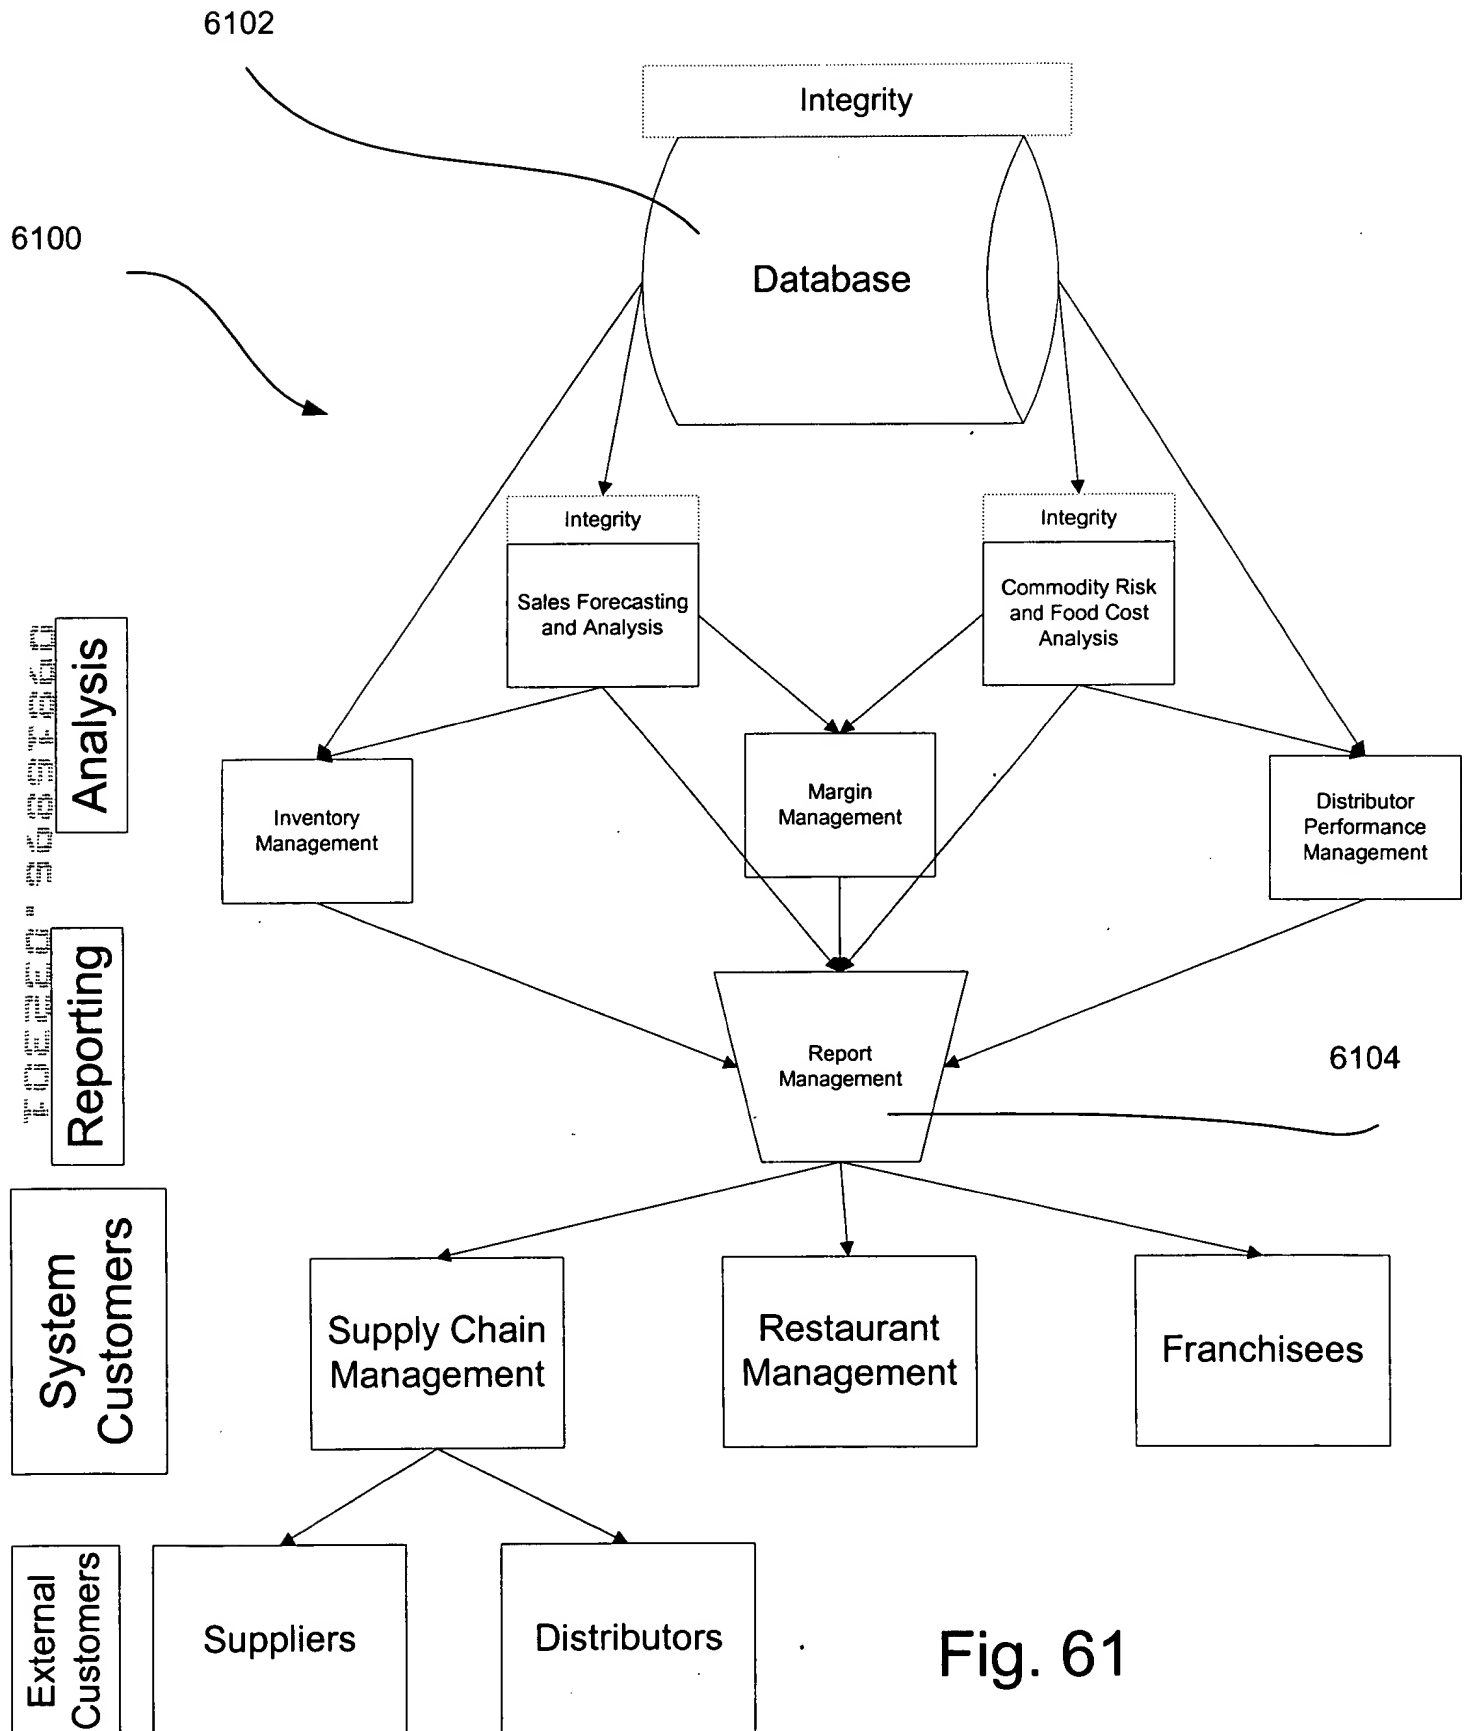 6102
Integrity
6100
Database
Integrity
Integrity
Sales Forecasting
and Analysis
Commodity Risk
and Food Cost
Analysis
Analysis
Inventory
Management
Margin
Management
Distributor
Performance
Management
Reporting
Report
Management
6104
System
Customers
Supply Chain
Management
Restaurant
Management
Franchisees
External
Customers
Suppliers
Distributors
Fig. 61